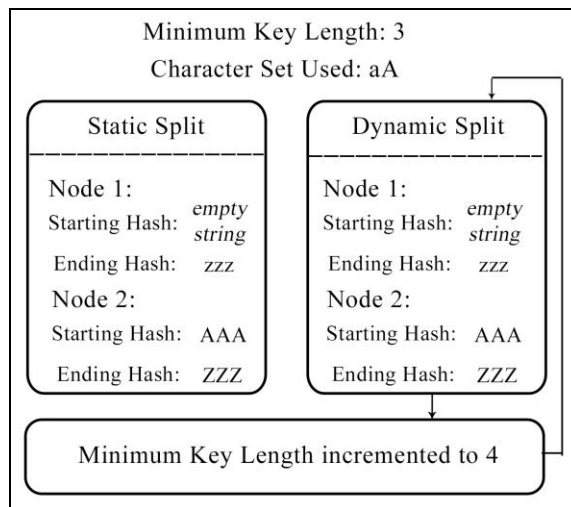 Minimum Key Length: 3
Character Set Used: aA
Static Split
Node 1:
Starting Hash: empty string
Ending Hash: zzz
Node 2:
Starting Hash: AAA
Ending Hash: ZZZ
Dynamic Split
Node 1:
Starting Hash: empty string
Ending Hash: zzz
Node 2:
Starting Hash: AAA
Ending Hash: ZZZ
Minimum Key Length incremented to 4